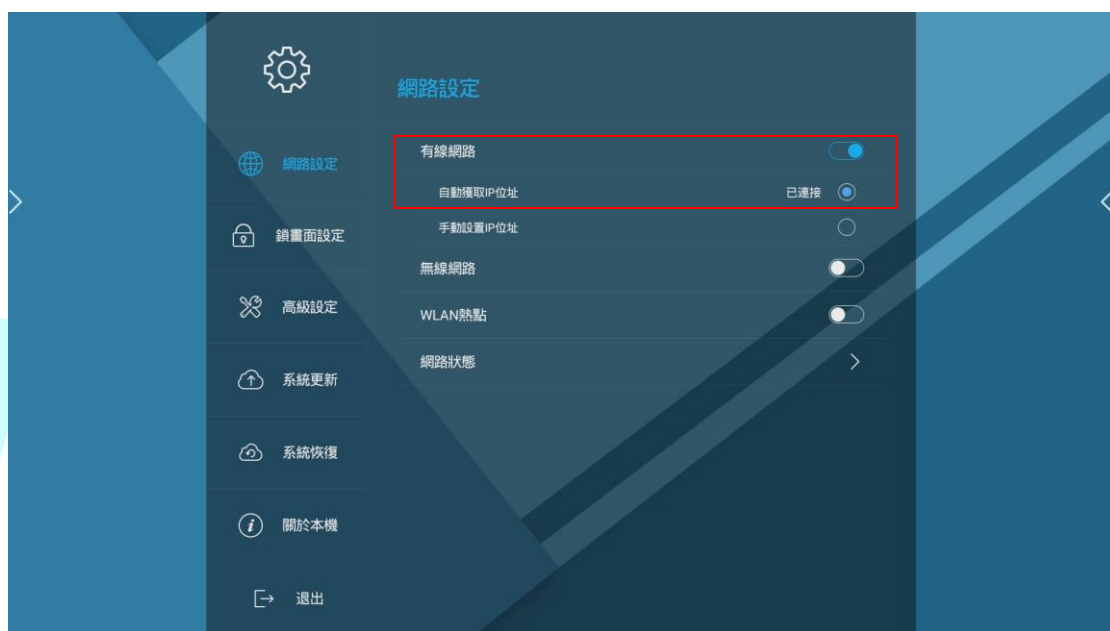 網路設定
網路設定
鎖畫面設定
高級設定
系統更新
系統恢復
關於本機
退出
有線網路
自動獲取IP位址 已連接
手動設置IP位址
無線網路
WLAN熱點
網路狀態